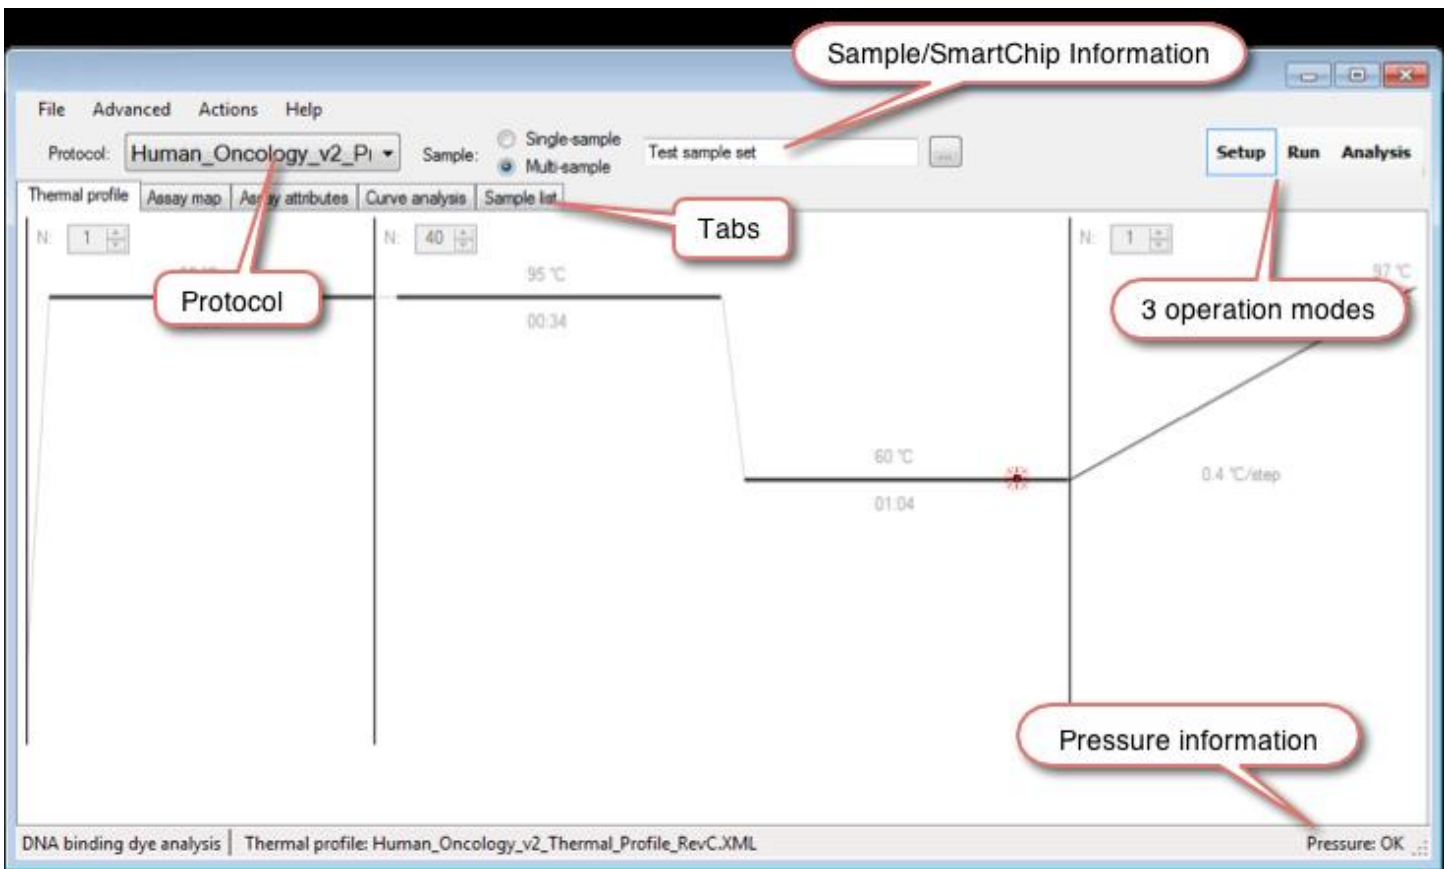 Sample/SmartChip Information
File Advanced Actions Help
Protocol: Human_Oncology_v2_P Sample: Single-sample Test sample set ... Setup Run Analysis
Multi-sample
Thermal profile Assay map Assay attributes Curve analysis Sample list
Tabs
N: 1 N: 40 N: 1
95 °C 97 °C
Protocol
3 operation modes
00:34
60 °C
0.4 °C/step
01:04
Pressure information
DNA binding dye analysis Thermal profile: Human_Oncology_v2_Thermal_Profile_RevC.XML Pressure: OK